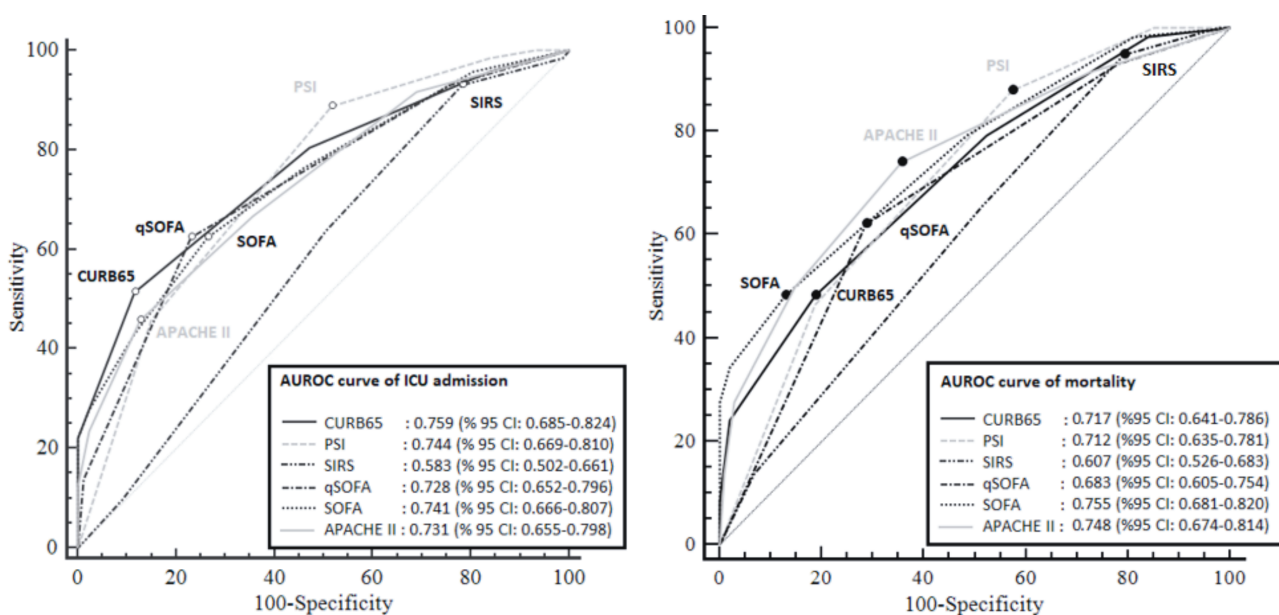 100
80
60
40
20
0
Sensitivity
PSI
SIRS
qSOFA
SOFA
CURB65
APACHE II
AUROC curve of ICU admission
CURB65 : 0.759 (% 95 CI: 0.685-0.824)
PSI : 0.744 (% 95 CI: 0.669-0.810)
SIRS : 0.583 (% 95 CI: 0.502-0.661)
qSOFA : 0.728 (% 95 CI: 0.652-0.796)
SOFA : 0.741 (% 95 CI: 0.666-0.807)
APACHE II : 0.731 (% 95 CI: 0.655-0.798)
0 20 40 60 80 100
100-Specificity
100
80
60
40
20
0
Sensitivity
PSI
SIRS
APACHE II
qSOFA
SOFA
CURB65
AUROC curve of mortality
CURB65 : 0.717 (%95 CI: 0.641-0.786)
PSI : 0.712 (%95 CI: 0.635-0.781)
SIRS : 0.607 (%95 CI: 0.526-0.683)
qSOFA : 0.683 (%95 CI: 0.605-0.754)
SOFA : 0.755 (%95 CI: 0.681-0.820)
APACHE II : 0.748 (%95 CI: 0.674-0.814)
0 20 40 60 80 100
100-Specificity